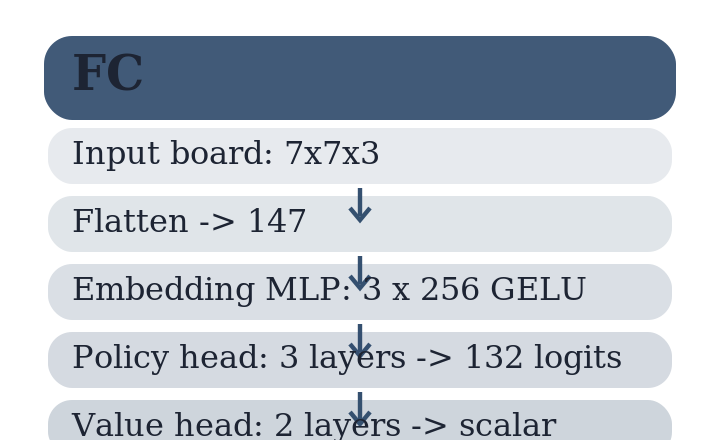 FC
Input board: 7x7x3
Flatten -> 147
Embedding MLP: 3 x 256 GELU
Policy head: 3 layers -> 132 logits
Value head: 2 layers -> scalar